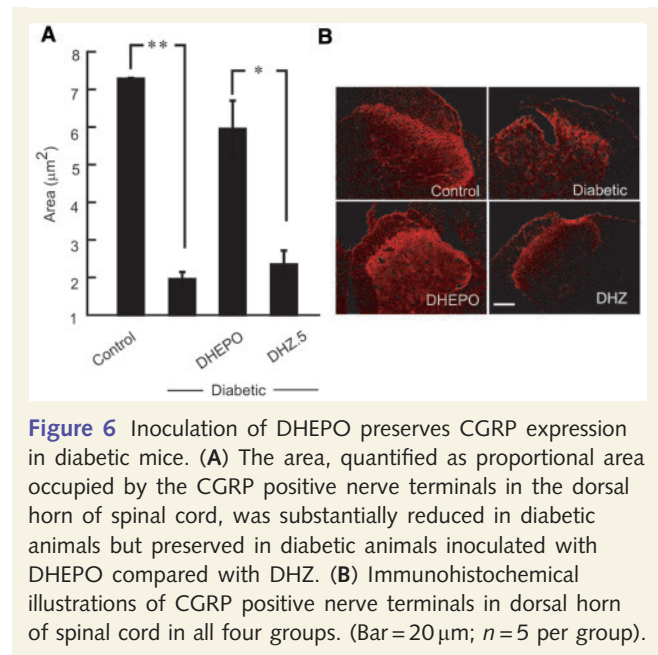 A
B
**
*
8
7
6
5
4
3
2
1
Area (μm²)
Control
DHEPO
DHZ.5
Diabetic
Control
Diabetic
DHEPO
DHZ
Figure 6 Inoculation of DHEPO preserves CGRP expression
in diabetic mice. (A) The area, quantified as proportional area
occupied by the CGRP positive nerve terminals in the dorsal
horn of spinal cord, was substantially reduced in diabetic
animals but preserved in diabetic animals inoculated with
DHEPO compared with DHZ. (B) Immunohistochemical
illustrations of CGRP positive nerve terminals in dorsal horn
of spinal cord in all four groups. (Bar = 20 μm; n = 5 per group).